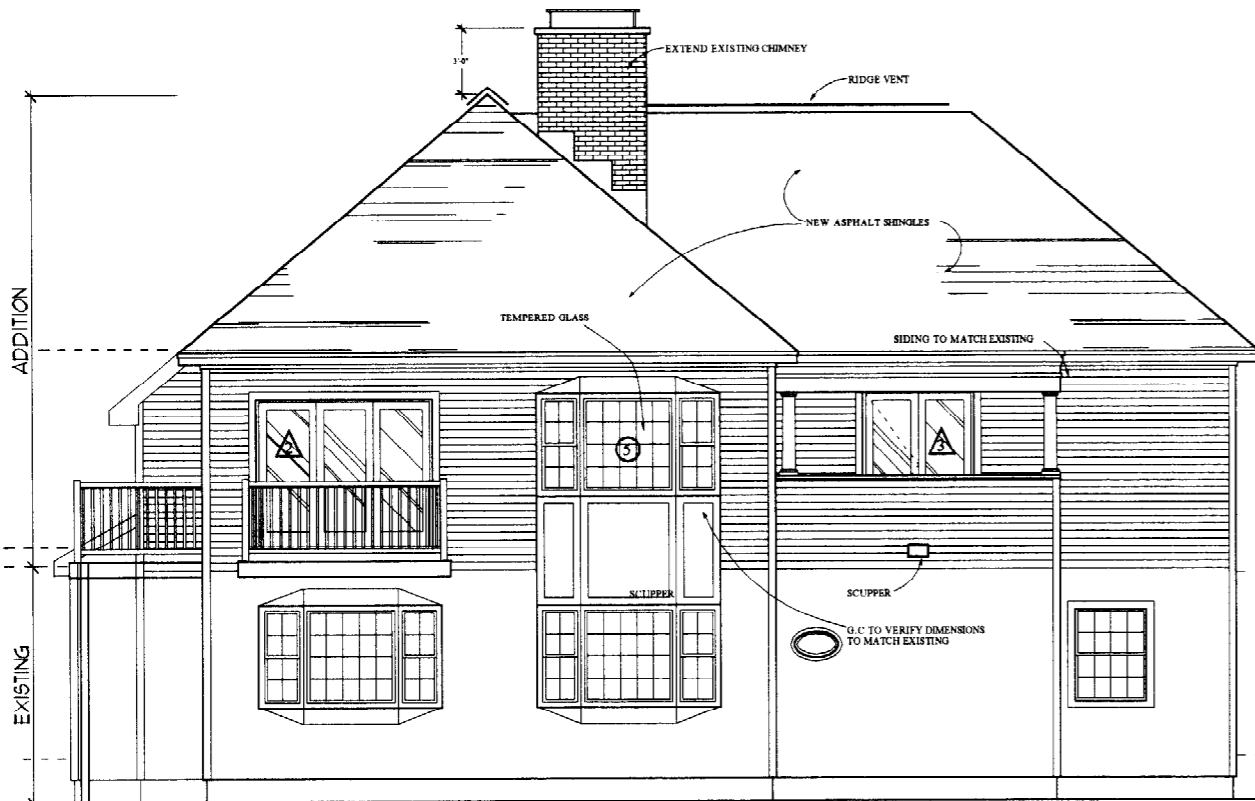 EXTEND EXISTING CHIMNEY
3'-0"
RIDGE VENT
NEW ASPHALT SHINGLES
ADDITION
TEMPERED GLASS
SIDING TO MATCH EXISTING
2
5
3
SCUPPER
SCUPPER
G.C TO VERIFY DIMENSIONS
TO MATCH EXISTING
EXISTING